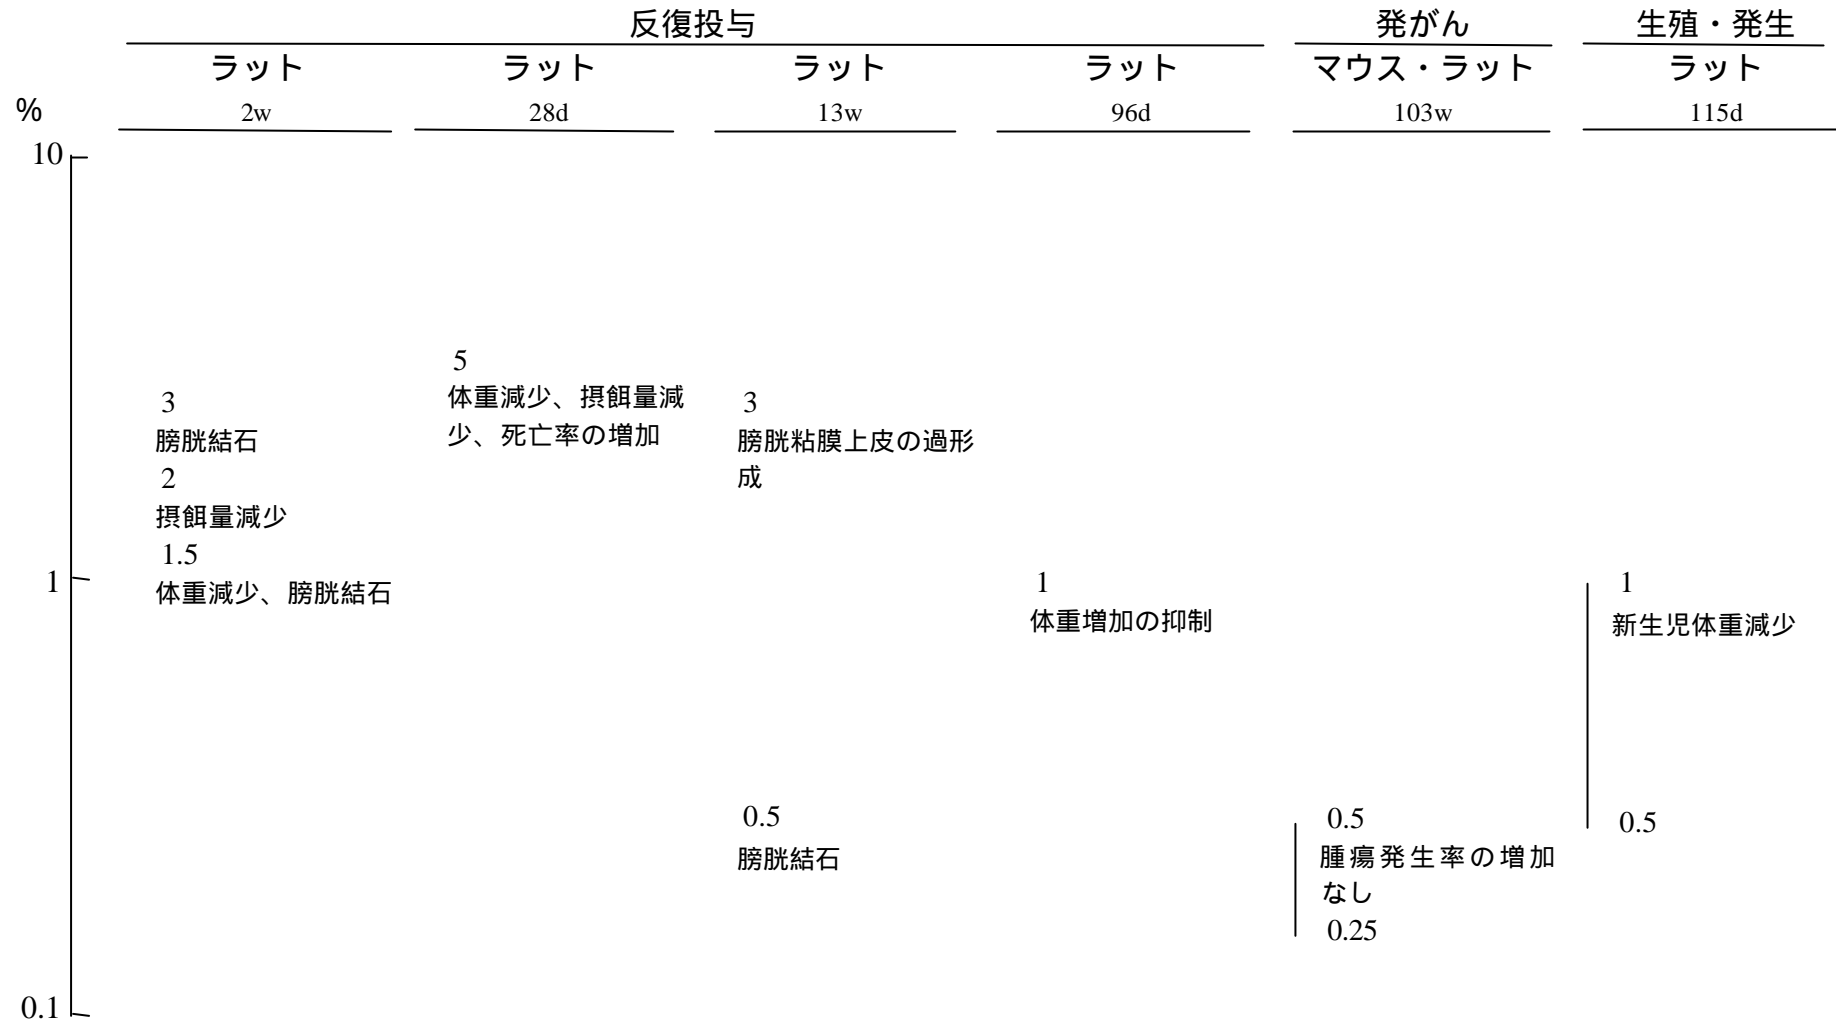 反復投与
発がん
生殖・発生
ラット
ラット
ラット
ラット
マウス・ラット
ラット
%
2w
28d
13w
96d
103w
115d
10
1
0.1
3
膀胱結石
2
摂餌量減少
1.5
体重減少、膀胱結石
5
体重減少、摂餌量減
少、死亡率の増加
3
膀胱粘膜上皮の過形
成
0.5
膀胱結石
1
体重増加の抑制
0.5
腫瘍発生率の増加
なし
0.25
1
新生児体重減少
0.5